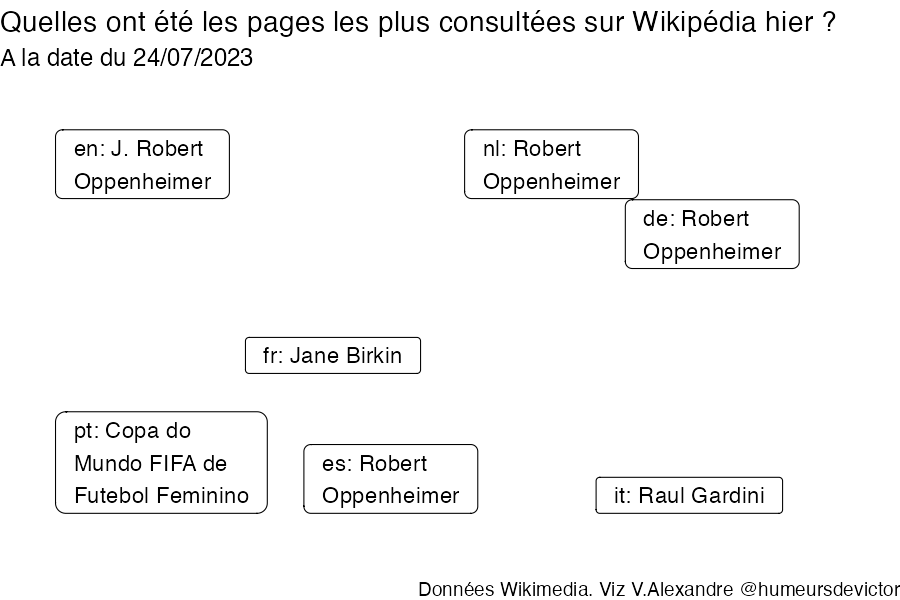 Quelles ont été les pages les plus consultées sur Wikipédia hier ?
A la date du 24/07/2023
en: J. Robert
Oppenheimer
nl: Robert
Oppenheimer
de: Robert
Oppenheimer
fr: Jane Birkin
pt: Copa do
Mundo FIFA de
Futebol Feminino
es: Robert
Oppenheimer
it: Raul Gardini
Données Wikimedia. Viz V.Alexandre @humeursdevictor